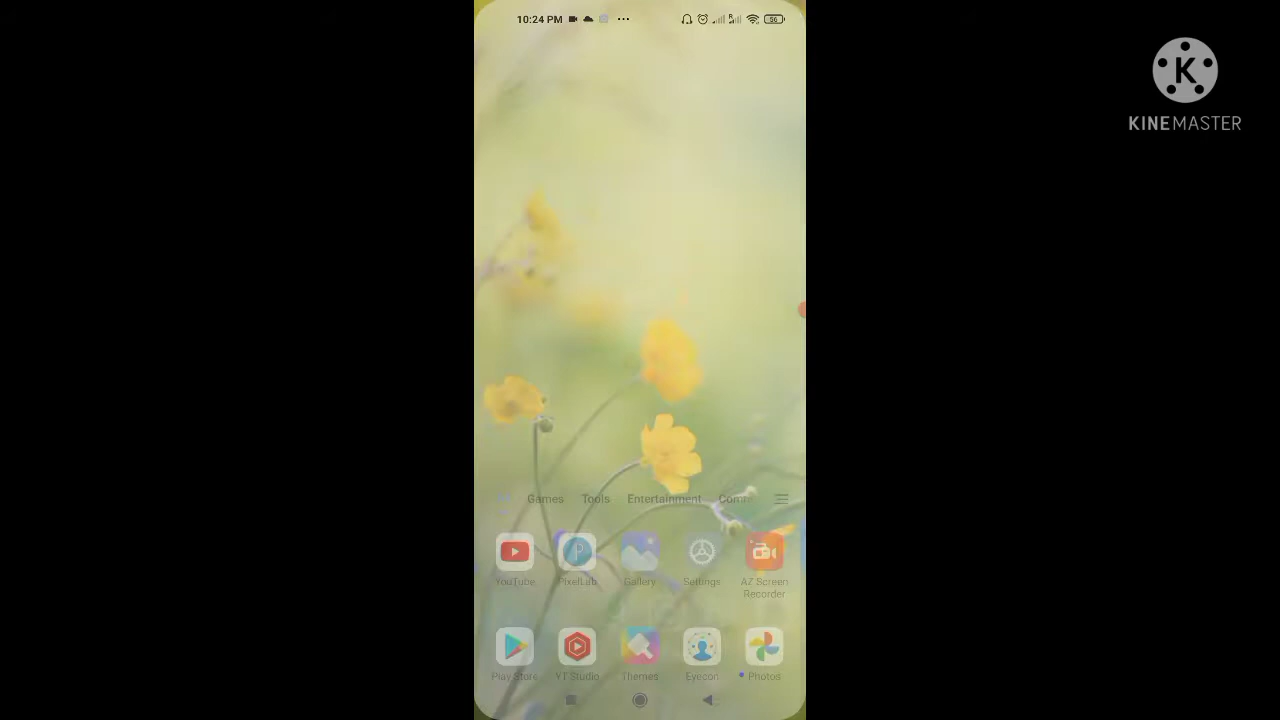 10:24 PM
56
KINEMASTER
Games Tools Entertainment
YouTube PixelLab Gallery Settings AZ Screen
Recorder
Play Store YT Studio Themes Eyecon Photos